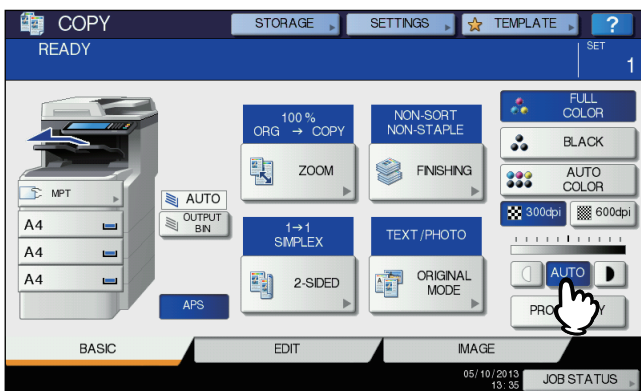 COPY
STORAGE
SETTINGS
TEMPLATE
?
READY
SET
1
100 %
ORG → COPY
ZOOM
NON-SORT
NON-STAPLE
FINISHING
FULL
COLOR
BLACK
AUTO
COLOR
300dpi
600dpi
MPT
A4
A4
A4
AUTO
OUTPUT
BIN
APS
1→1
SIMPLEX
2-SIDED
TEXT/PHOTO
ORIGINAL
MODE
AUTO
BASIC
EDIT
IMAGE
05/10/2013
13:35
JOB STATUS